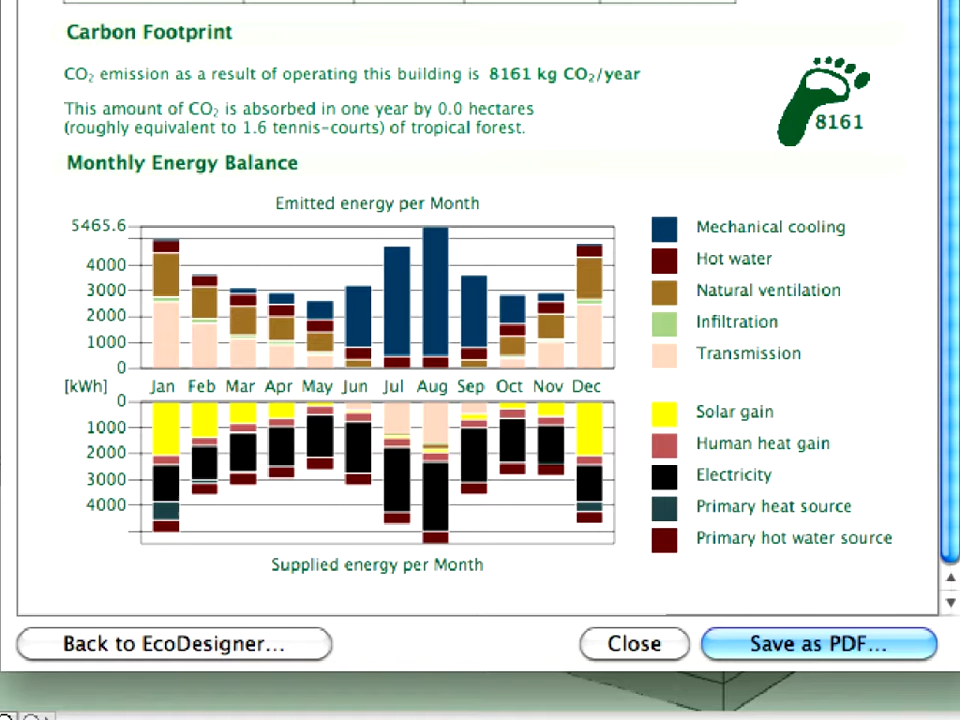 Carbon Footprint
CO₂ emission as a result of operating this building is 8161 kg CO₂/year
This amount of CO₂ is absorbed in one year by 0.0 hectares
(roughly equivalent to 1.6 tennis-courts) of tropical forest.
8161
Monthly Energy Balance
Emitted energy per Month
5465.6
4000
3000
2000
1000
0
[kWh] Jan Feb Mar Apr May Jun Jul Aug Sep Oct Nov Dec
0
1000
2000
3000
4000
Supplied energy per Month
Mechanical cooling
Hot water
Natural ventilation
Infiltration
Transmission
Solar gain
Human heat gain
Electricity
Primary heat source
Primary hot water source
Back to EcoDesigner...
Close
Save as PDF...